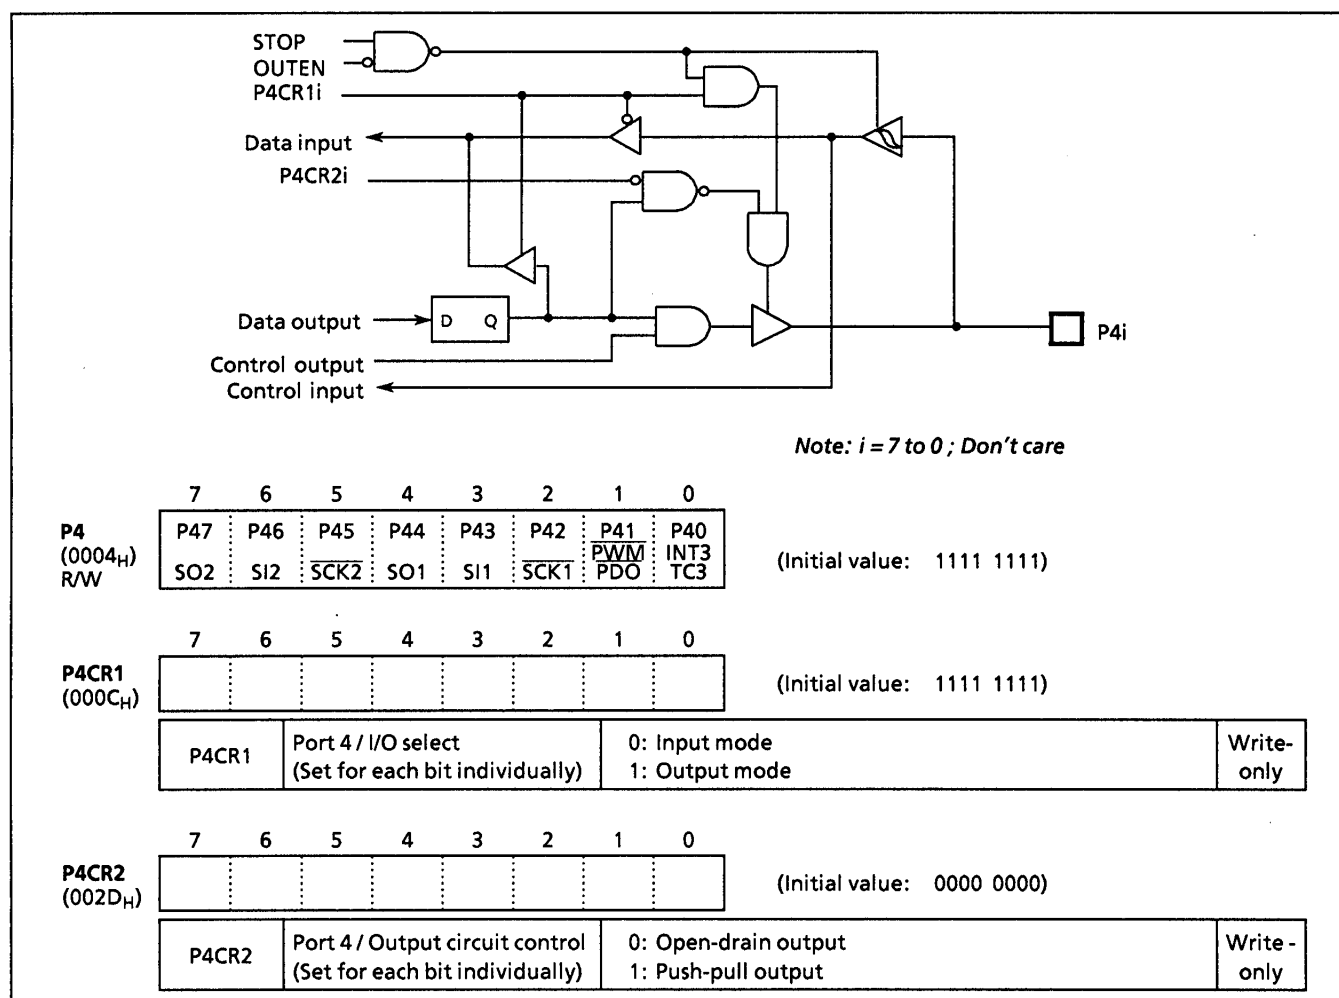 STOP
OUTEN
P4CR1i
Data input
P4CR2i
Data output
D Q
Control output
Control input
P4i
Note: i = 7 to 0 ; Don't care
7 6 5 4 3 2 1 0
P4 (0004H) R/W
P47 P46 P45 P44 P43 P42 P41 P40
PWM INT3
SO2 SI2 SCK2 SO1 SI1 SCK1 PDO TC3
(Initial value: 1111 1111)
7 6 5 4 3 2 1 0
P4CR1
(000CH)
(Initial value: 1111 1111)
P4CR1
Port 4 / I/O select
(Set for each bit individually)
0: Input mode
1: Output mode
Write-
only
7 6 5 4 3 2 1 0
P4CR2
(002DH)
(Initial value: 0000 0000)
P4CR2
Port 4 / Output circuit control
(Set for each bit individually)
0: Open-drain output
1: Push-pull output
Write -
only